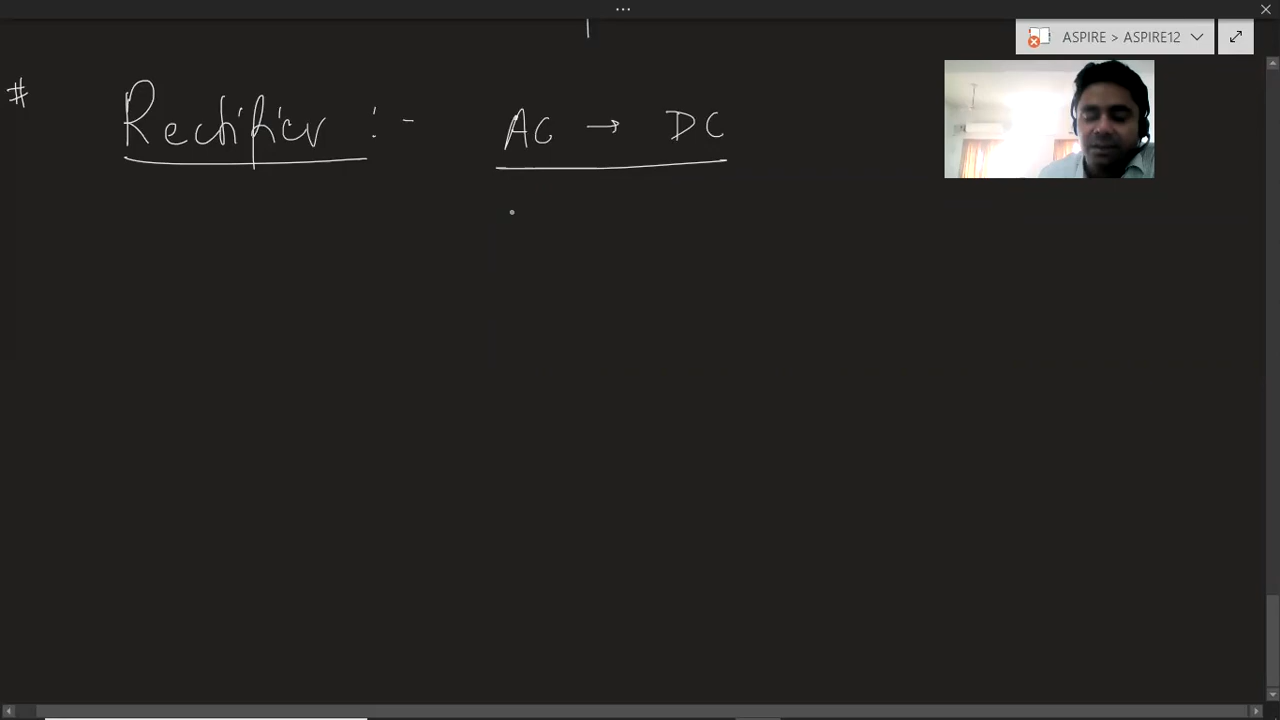 ASPIRE > ASPIRE12
# Rectifier :- AC → DC